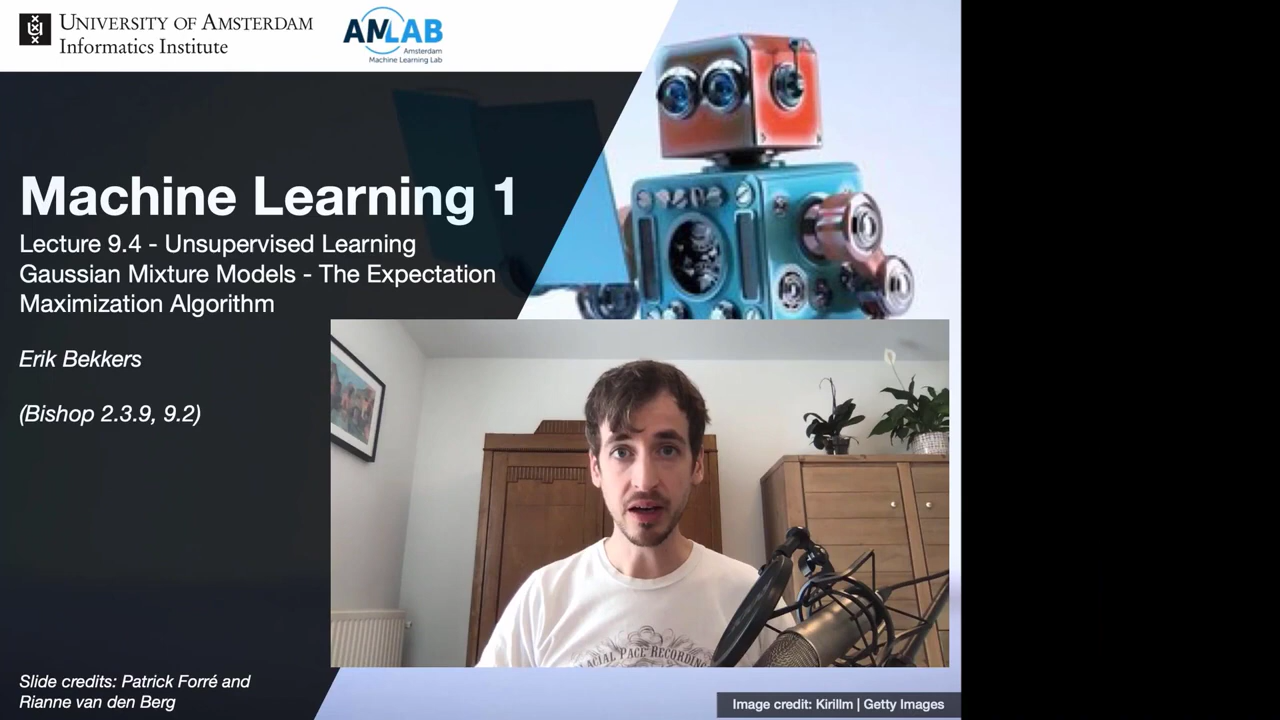 UNIVERSITY OF AMSTERDAM
Informatics Institute
AMLAB
Amsterdam
Machine Learning Lab
Machine Learning 1
Lecture 9.4 - Unsupervised Learning
Gaussian Mixture Models - The Expectation
Maximization Algorithm
Erik Bekkers
(Bishop 2.3.9, 9.2)
PACE RECORDING
Slide credits: Patrick Forré and
Rianne van den Berg
Image credit: Kirillm | Getty Images